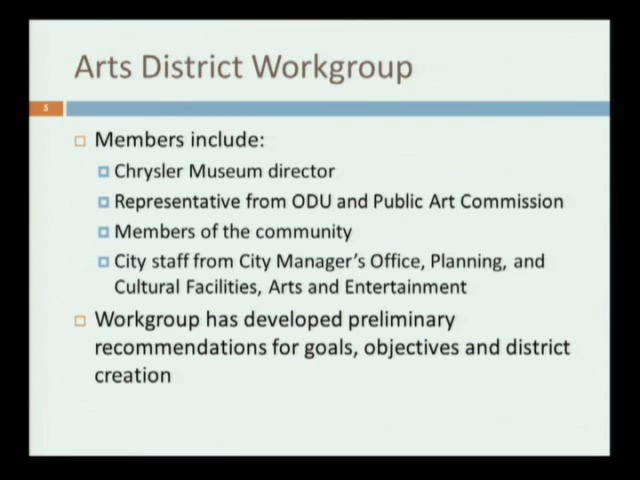 Arts District Workgroup
5
Members include:
Chrysler Museum director
Representative from ODU and Public Art Commission
Members of the community
City staff from City Manager's Office, Planning, and
Cultural Facilities, Arts and Entertainment
Workgroup has developed preliminary
recommendations for goals, objectives and district
creation